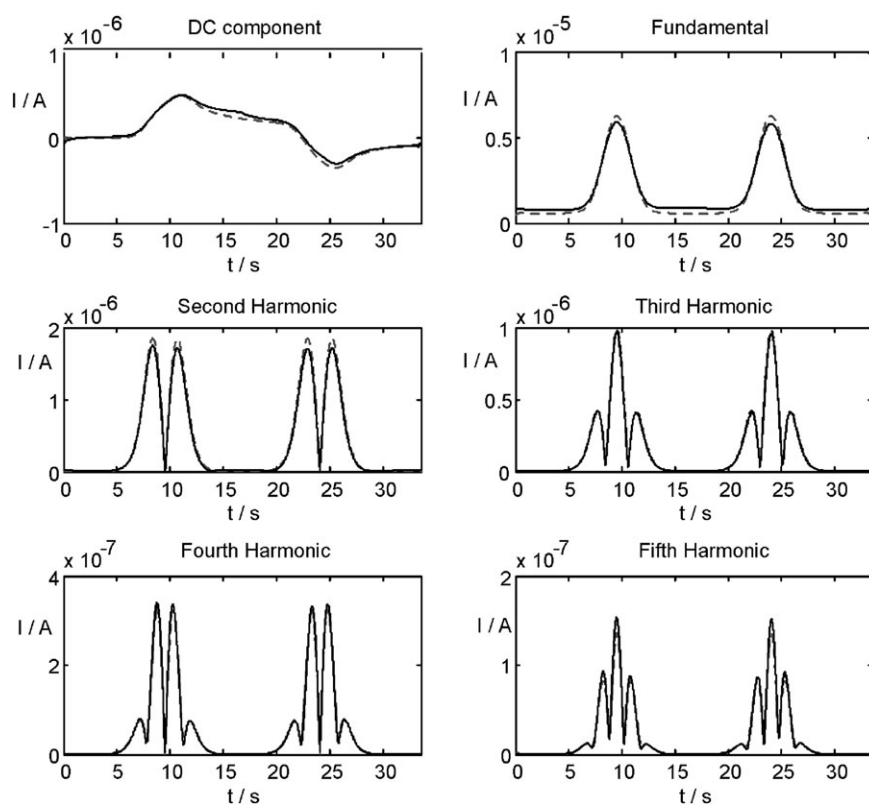 x 10^-6
DC component
1
I / A
0
-1
0 5 10 15 20 25 30
t / s
x 10^-5
Fundamental
1
I / A
0.5
0
0 5 10 15 20 25 30
t / s
x 10^-6
Second Harmonic
2
I / A
1
0
0 5 10 15 20 25 30
t / s
x 10^-6
Third Harmonic
1
I / A
0.5
0
0 5 10 15 20 25 30
t / s
x 10^-7
Fourth Harmonic
4
I / A
2
0
0 5 10 15 20 25 30
t / s
x 10^-7
Fifth Harmonic
2
I / A
1
0
0 5 10 15 20 25 30
t / s